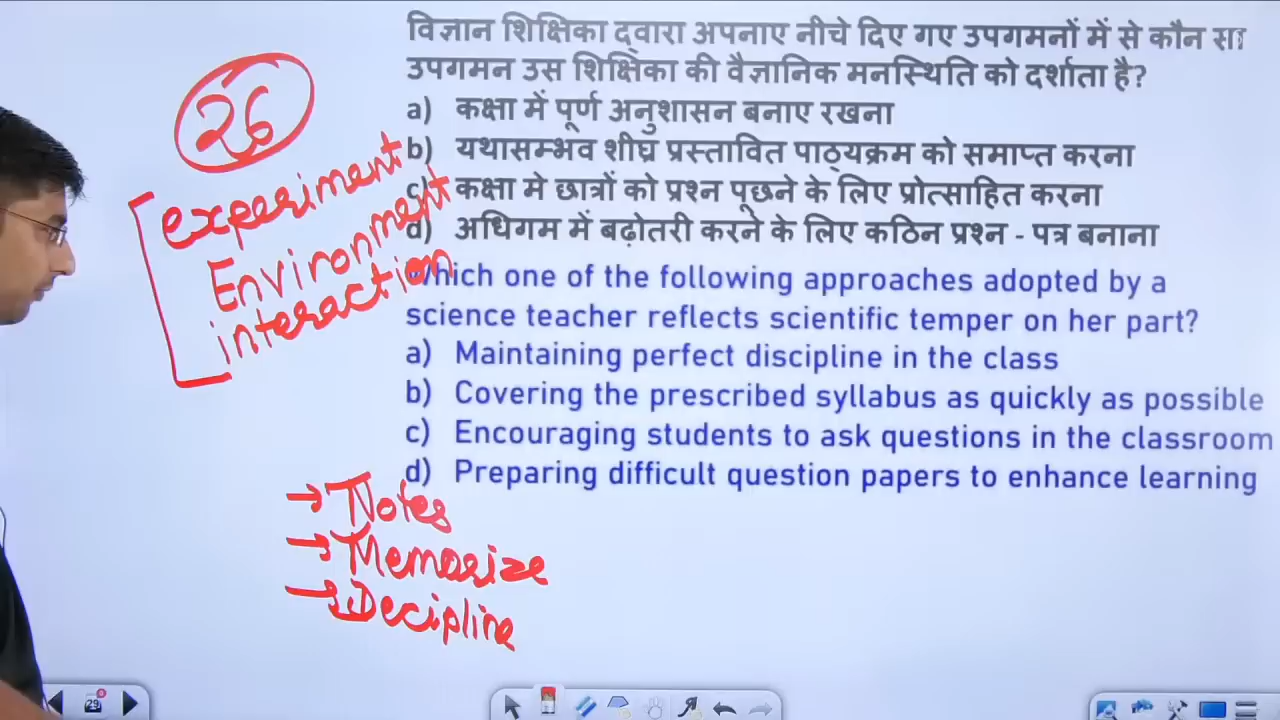 विज्ञान शिक्षिका द्वारा अपनाए नीचे दिए गए उपगमनों में से कौन सा
उपगमन उस शिक्षिका की वैज्ञानिक मनस्थिति को दर्शाता है?
a) कक्षा में पूर्ण अनुशासन बनाए रखना
b) यथासम्भव शीघ्र प्रस्तावित पाठ्यक्रम को समाप्त करना
c) कक्षा मे छात्रों को प्रश्न पूछने के लिए प्रोत्साहित करना
d) अधिगम में बढ़ोतरी करने के लिए कठिन प्रश्न - पत्र बनाना
Which one of the following approaches adopted by a
science teacher reflects scientific temper on her part?
a) Maintaining perfect discipline in the class
b) Covering the prescribed syllabus as quickly as possible
c) Encouraging students to ask questions in the classroom
d) Preparing difficult question papers to enhance learning
26
experiment
Environment
interaction
→ Notes
→ Memorize
→ Decipline
29